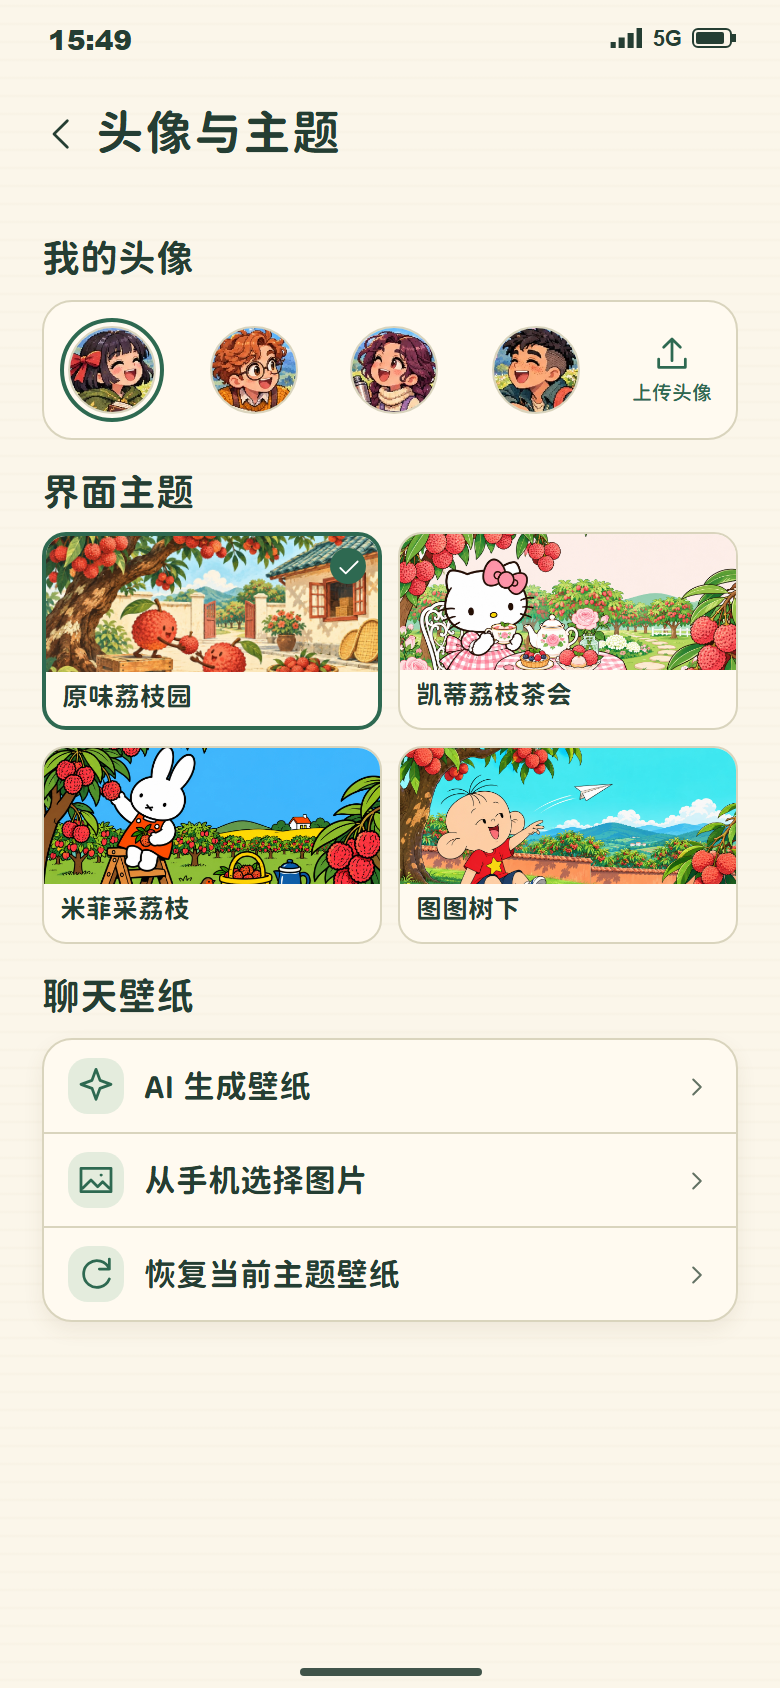 15:49
5G
头像与主题
我的头像
上传头像
界面主题
原味荔枝园
凯蒂荔枝茶会
米菲采荔枝
图图树下
聊天壁纸
AI 生成壁纸
从手机选择图片
恢复当前主题壁纸